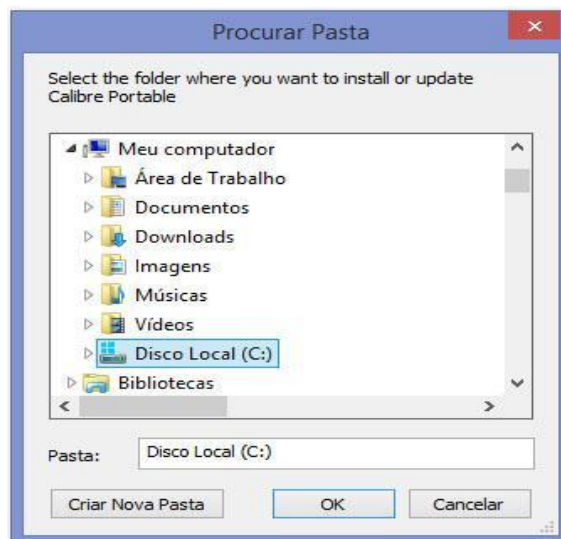 Procurar Pasta
Select the folder where you want to install or update
Calibre Portable
Meu computador
Área de Trabalho
Documentos
Downloads
Imagens
Músicas
Vídeos
Disco Local (C:)
Bibliotecas
Pasta: Disco Local (C:)
Criar Nova Pasta OK Cancelar